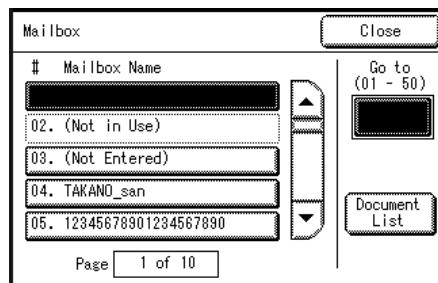 Mailbox
Close
# Mailbox Name
Go to
(01 - 50)
02. (Not in Use)
03. (Not Entered)
04. TAKANO_san
05. 12345678901234567890
Document
List
Page 1 of 10